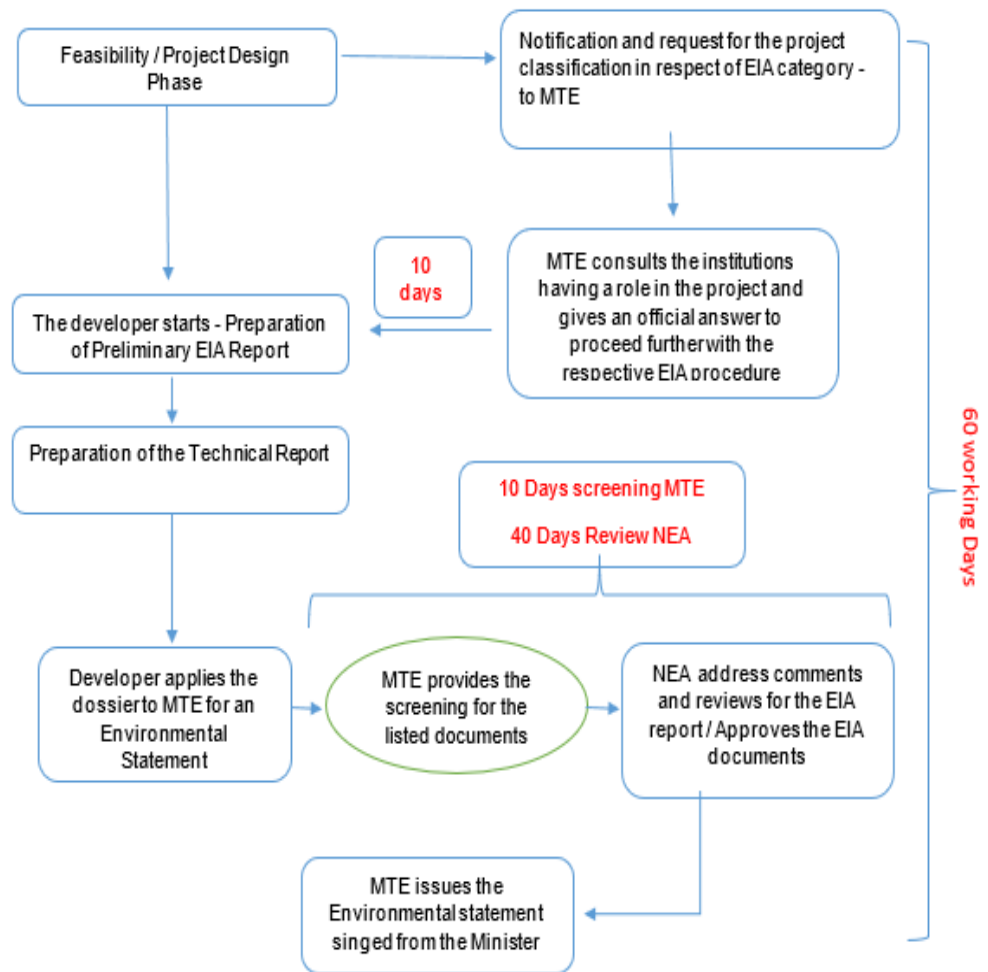 Feasibility / Project Design
Phase
Notification and request for the project
classification in respect of EIA category -
to MTE
10
days
MTE consults the institutions
having a role in the project and
gives an official answer to
proceed further with the
respective EIA procedure
The developer starts - Preparation
of Preliminary EIA Report
Preparation of the Technical Report
10 Days screening MTE
40 Days Review NEA
60 working Days
Developer applies the
dossierto MTE for an
Environmental
Statement
MTE provides the
screening for the
listed documents
NEA address comments
and reviews for the EIA
report / Approves the EIA
documents
MTE issues the
Environmental statement
singed from the Minister